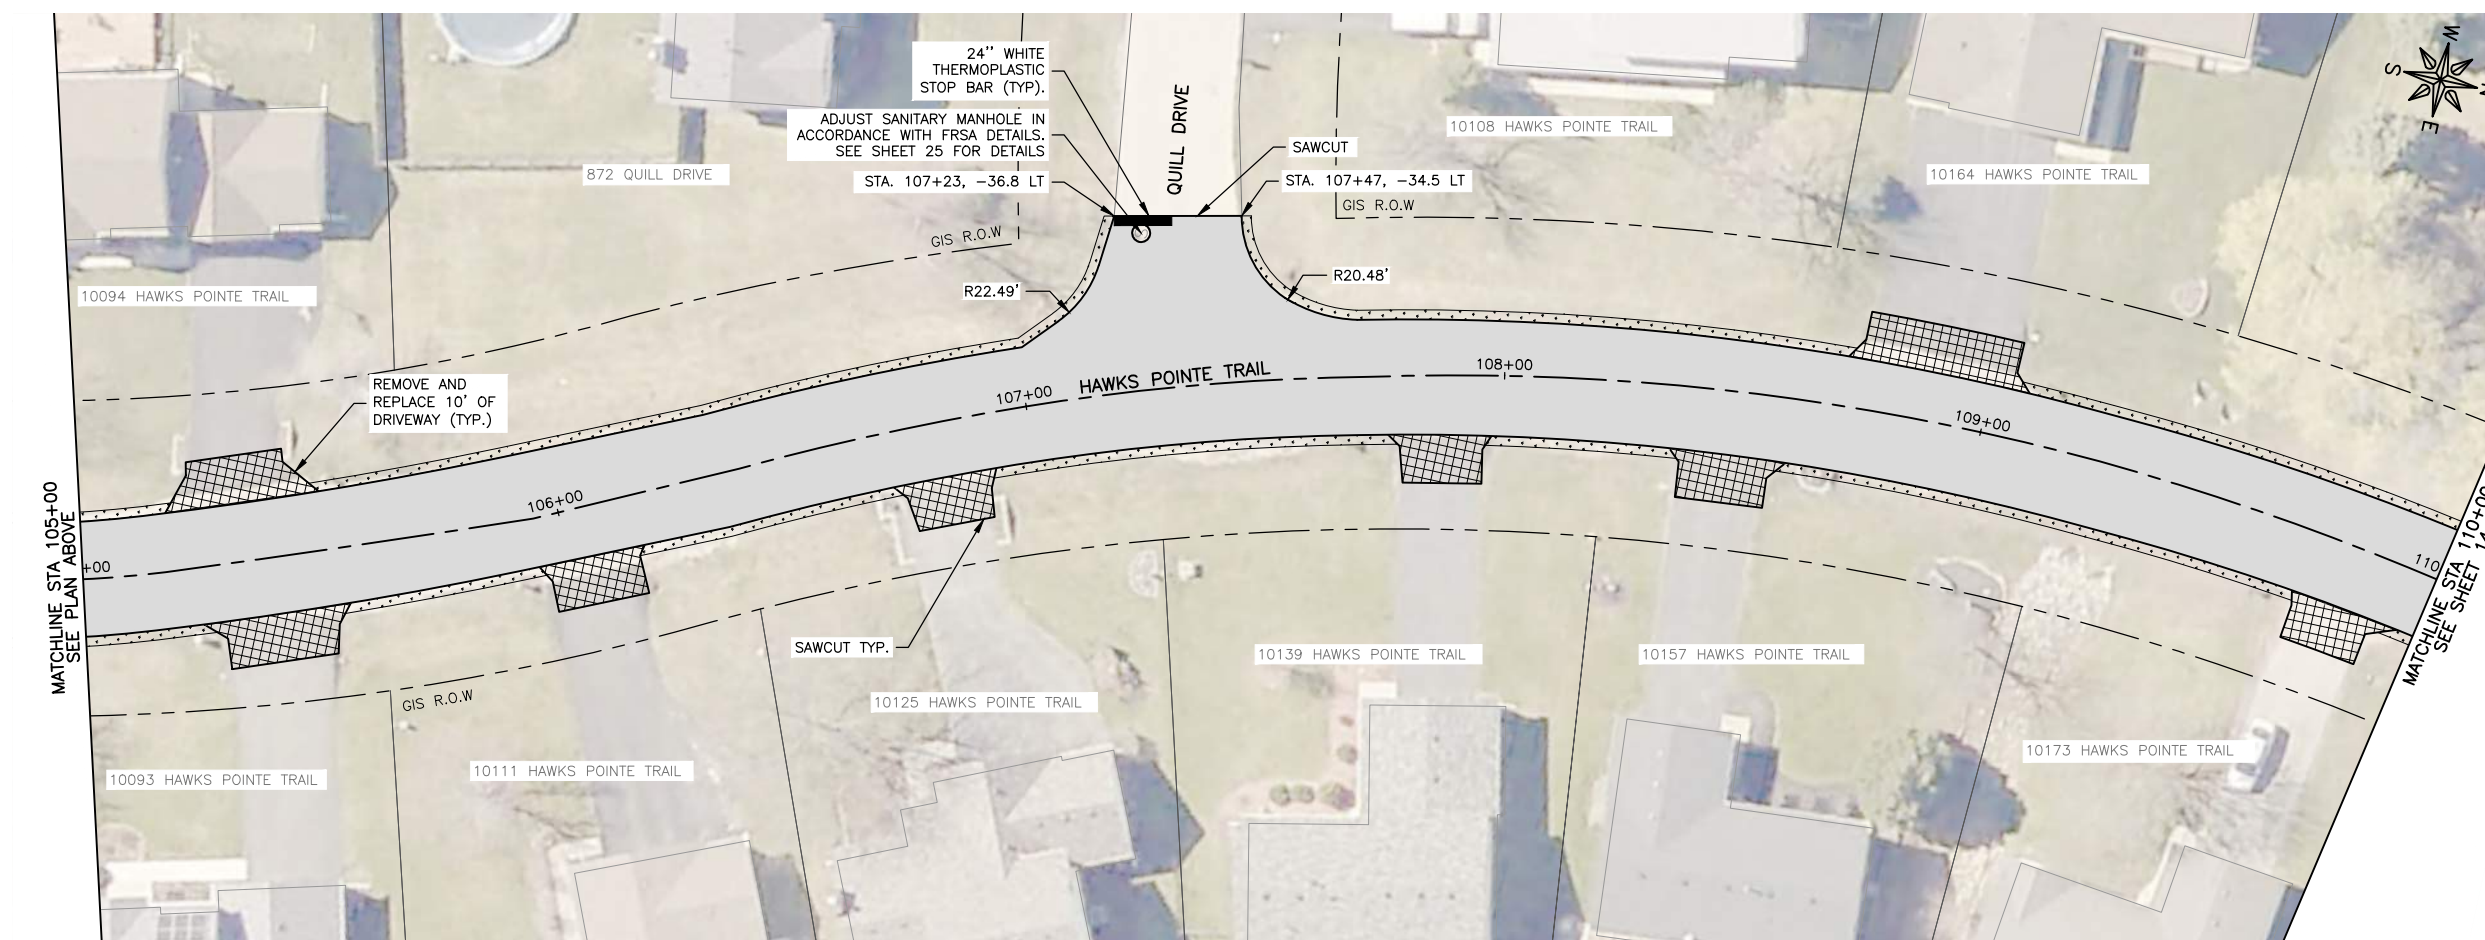 24'' WHITE
THERMOPLASTIC
STOP BAR (TYP).
ADJUST SANITARY MANHOLE IN
ACCORDANCE WITH FRSA DETAILS.
SEE SHEET 25 FOR DETAILS
STA. 107+23, -36.8 LT
QUILL DRIVE
SAWCUT
STA. 107+47, -34.5 LT
GIS R.O.W
10108 HAWKS POINTE TRAIL
10164 HAWKS POINTE TRAIL
W
S
E
872 QUILL DRIVE
GIS R.O.W
10094 HAWKS POINTE TRAIL
R22.49'
R20.48'
REMOVE AND
REPLACE 10' OF
DRIVEWAY (TYP.)
HAWKS POINTE TRAIL
+00
106+00
107+00
108+00
109+00
110
MATCHLINE STA 105+00
SEE PLAN ABOVE
MATCHLINE STA 110+00
SEE SHEET 14
SAWCUT TYP.
GIS R.O.W
10093 HAWKS POINTE TRAIL
10111 HAWKS POINTE TRAIL
10125 HAWKS POINTE TRAIL
10139 HAWKS POINTE TRAIL
10157 HAWKS POINTE TRAIL
10173 HAWKS POINTE TRAIL